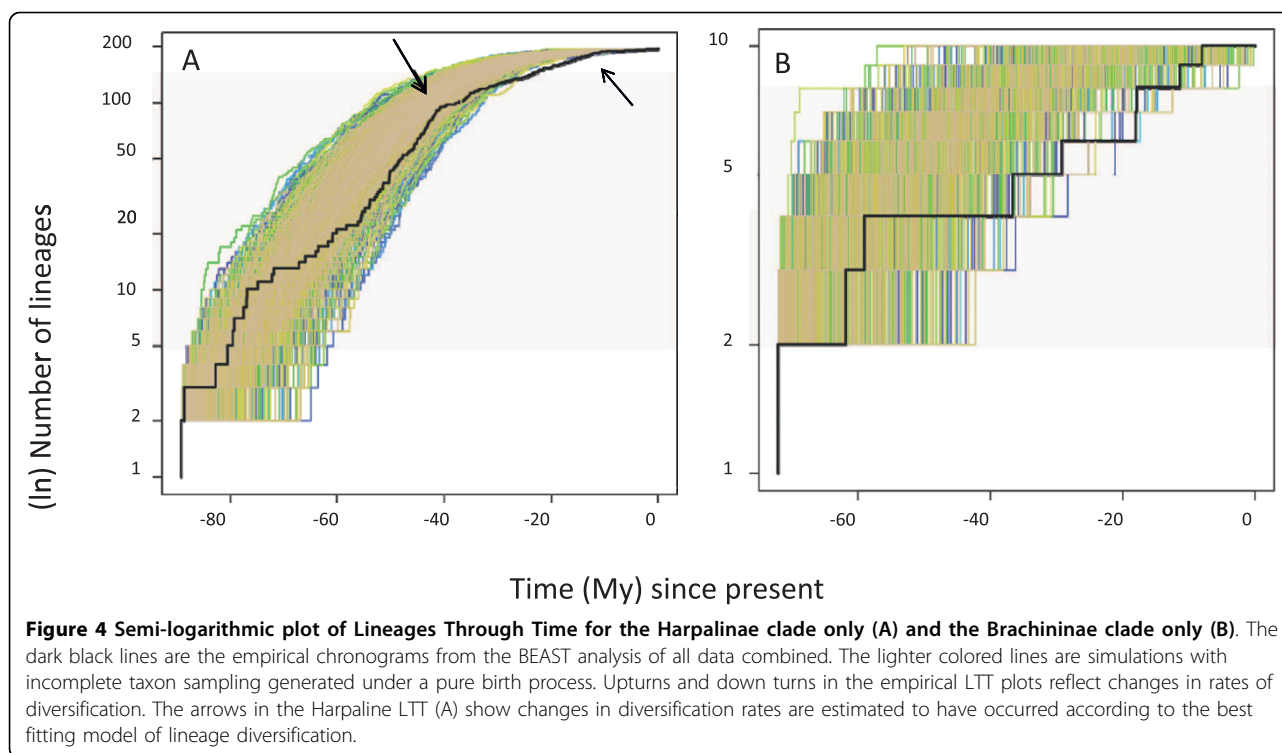 A
B
200
100
50
20
10
5
2
1
10
5
2
1
(ln) Number of lineages
-80 -60 -40 -20 0
-60 -40 -20 0
Time (My) since present
Figure 4 Semi-logarithmic plot of Lineages Through Time for the Harpalinae clade only (A) and the Brachininae clade only (B). The
dark black lines are the empirical chronograms from the BEAST analysis of all data combined. The lighter colored lines are simulations with
incomplete taxon sampling generated under a pure birth process. Upturns and down turns in the empirical LTT plots reflect changes in rates of
diversification. The arrows in the Harpaline LTT (A) show changes in diversification rates are estimated to have occurred according to the best
fitting model of lineage diversification.